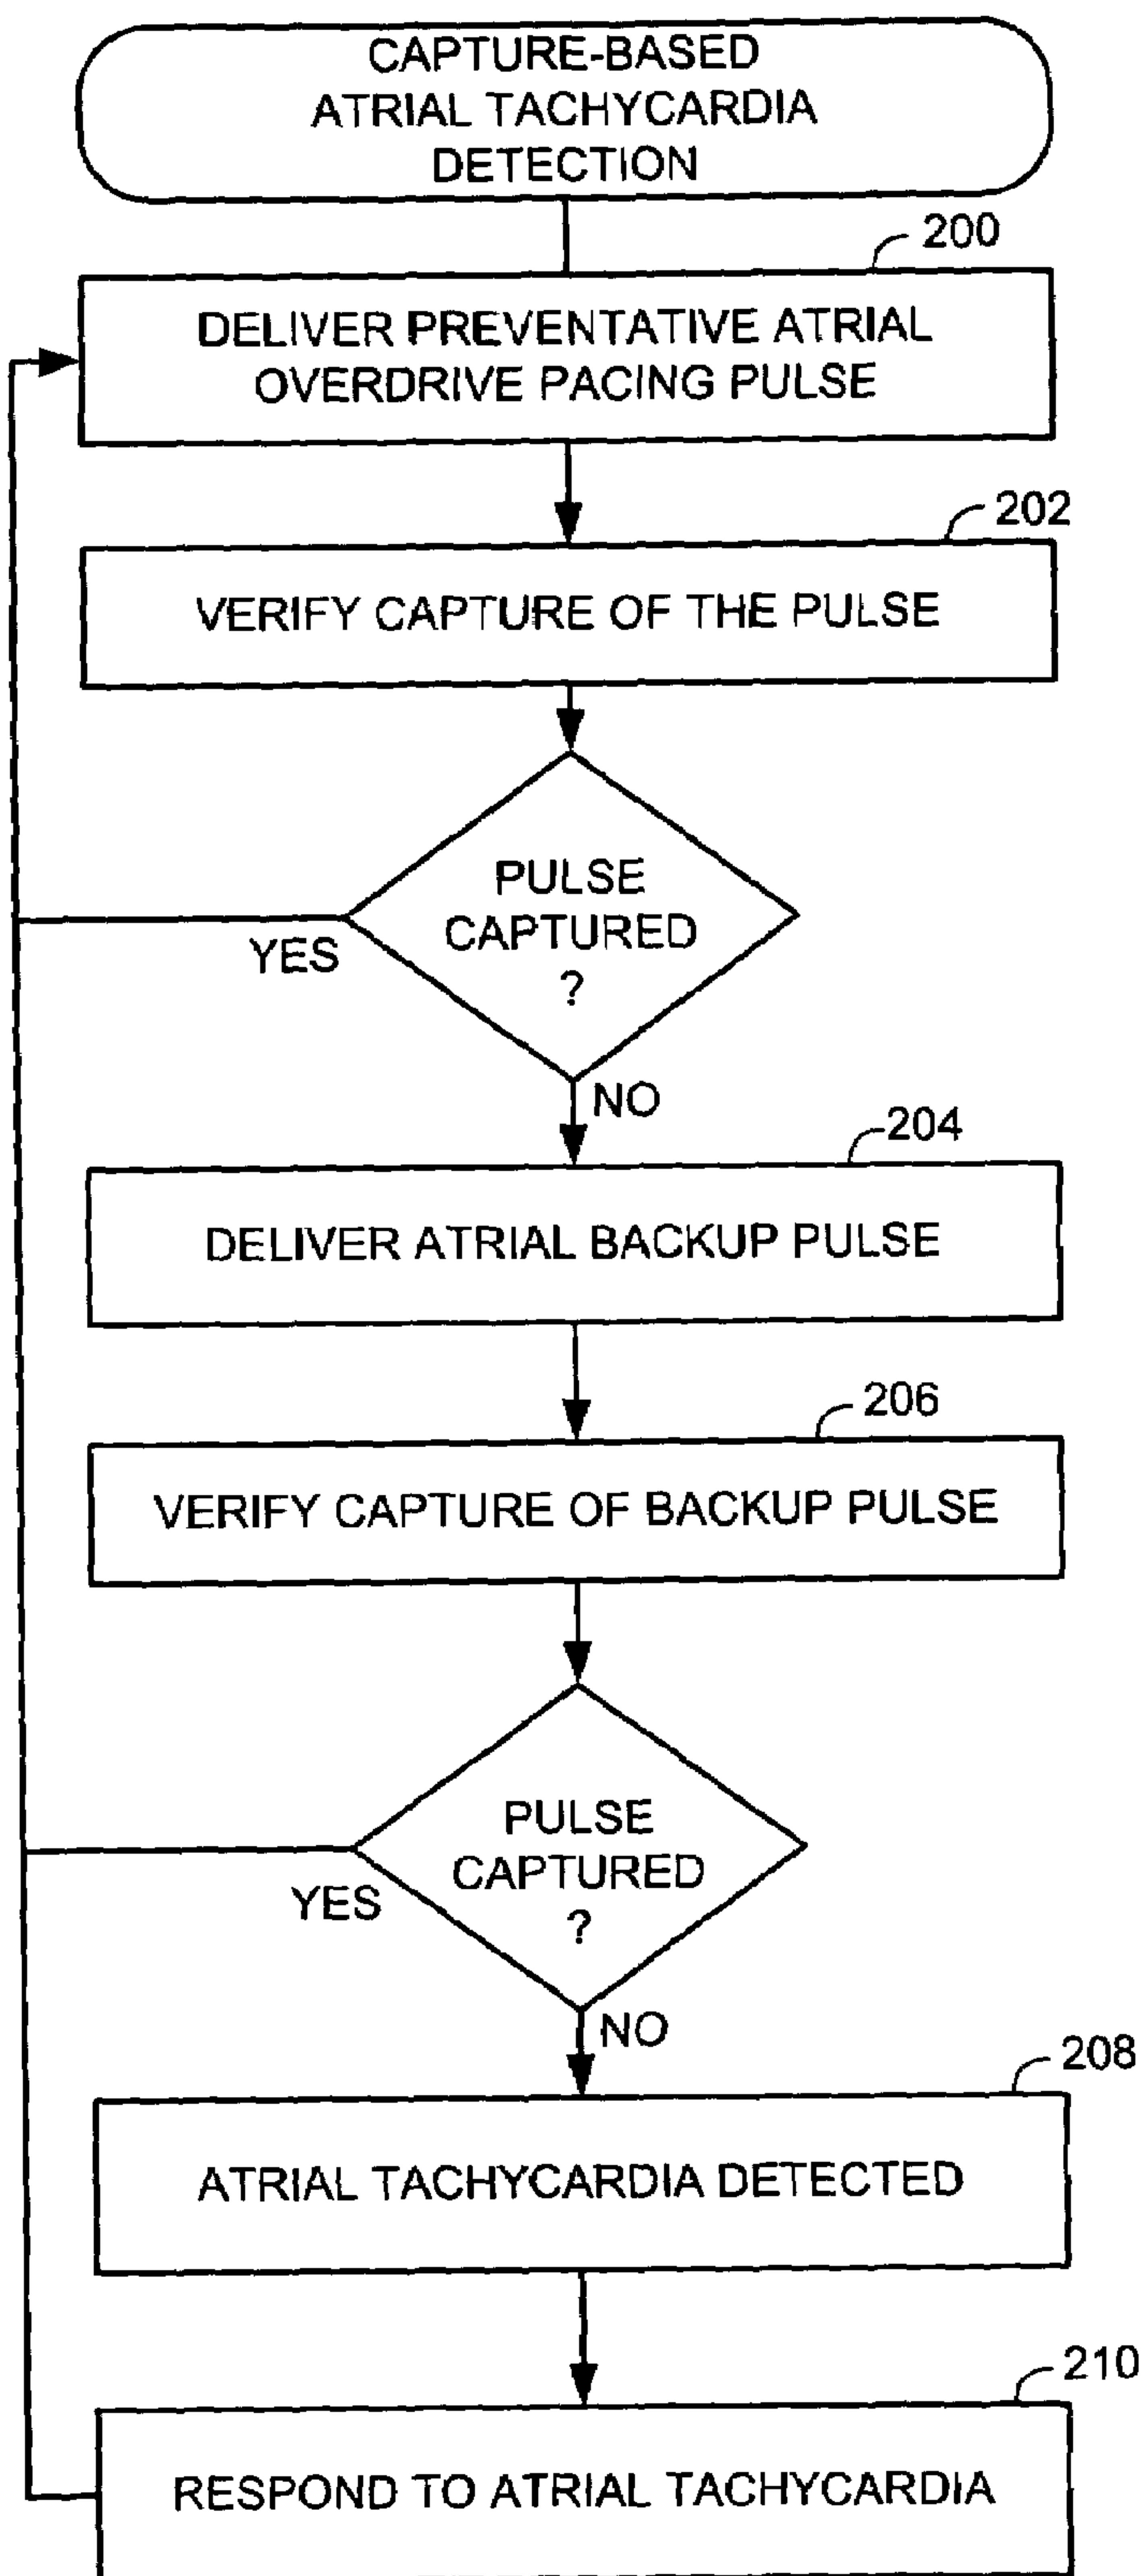 CAPTURE-BASED
ATRIAL TACHYCARDIA
DETECTION
200
DELIVER PREVENTATIVE ATRIAL
OVERDRIVE PACING PULSE
202
VERIFY CAPTURE OF THE PULSE
PULSE
CAPTURED
?
YES
NO
204
DELIVER ATRIAL BACKUP PULSE
206
VERIFY CAPTURE OF BACKUP PULSE
PULSE
CAPTURED
?
YES
NO
208
ATRIAL TACHYCARDIA DETECTED
210
RESPOND TO ATRIAL TACHYCARDIA